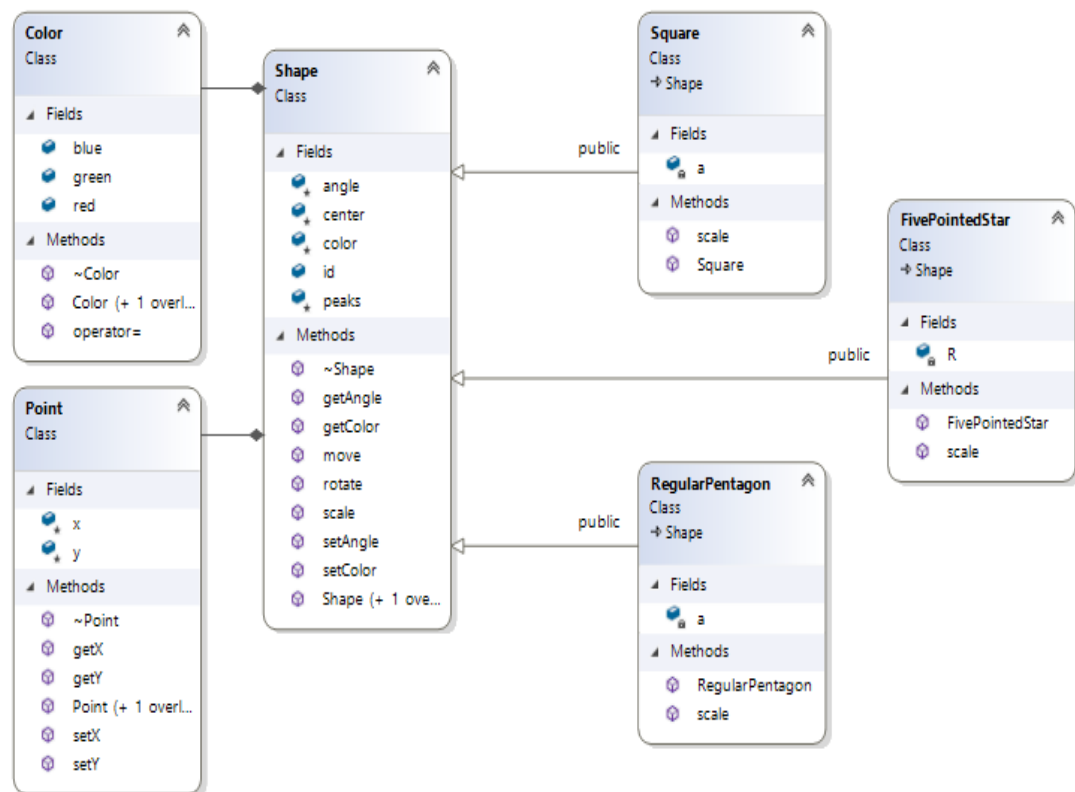 Color
Class
Fields
blue
green
red
Methods
~Color
Color (+ 1 overl...
operator=
Point
Class
Fields
x
y
Methods
~Point
getX
getY
Point (+ 1 overl...
setX
setY
Shape
Class
Fields
angle
center
color
id
peaks
Methods
~Shape
getAngle
getColor
move
rotate
scale
setAngle
setColor
Shape (+ 1 ove...
public
public
public
Square
Class
Shape
Fields
a
Methods
scale
Square
RegularPentagon
Class
Shape
Fields
a
Methods
RegularPentagon
scale
FivePointedStar
Class
Shape
Fields
R
Methods
FivePointedStar
scale